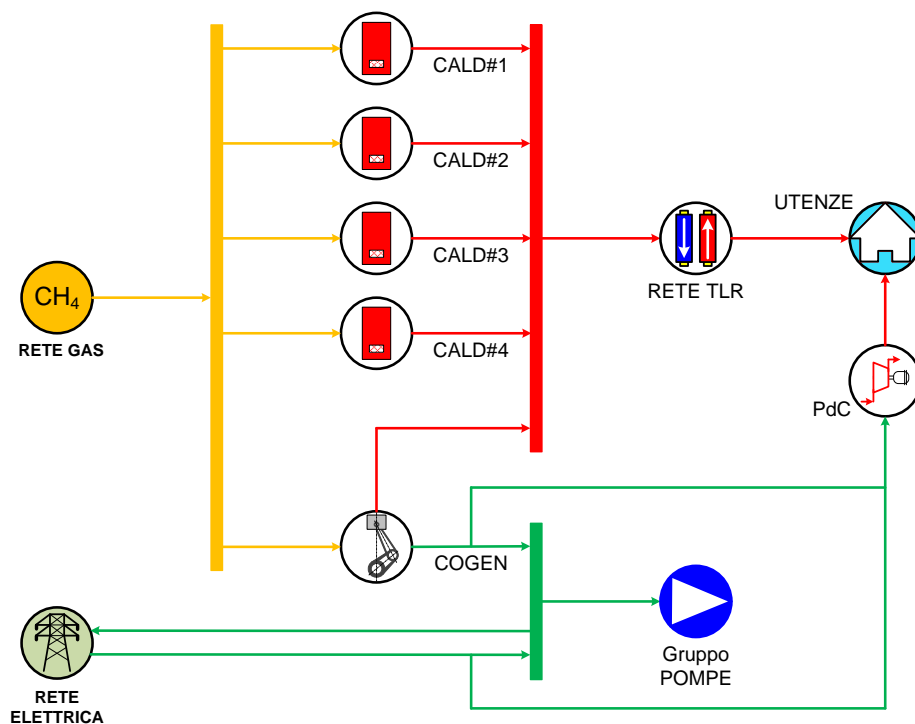 CALD#1
CALD#2
CALD#3
CALD#4
UTENZE
RETE TLR
CH₄
RETE GAS
PdC
COGEN
Gruppo
POMPE
RETE
ELETTRICA